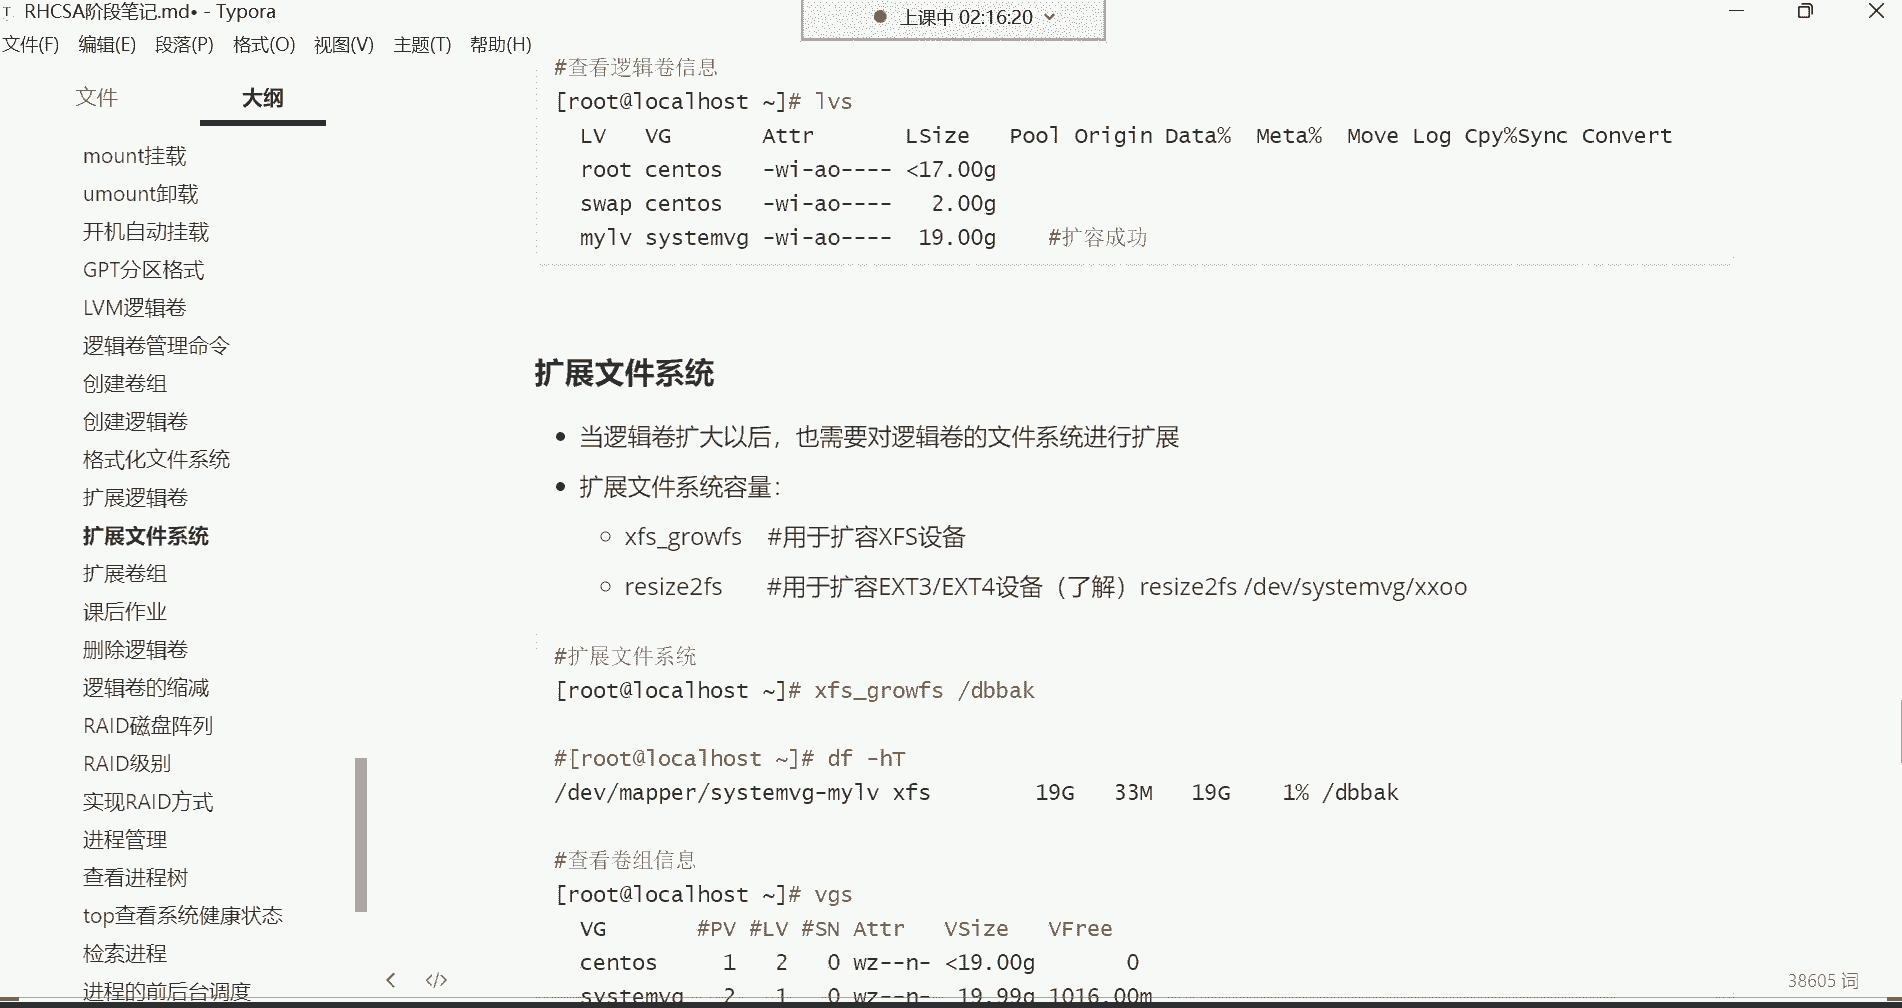 RHCSA阶段笔记.md• - Typora
上课中 02:16:20
文件(F) 编辑(E) 段落(P) 格式(O) 视图(V) 主题(T) 帮助(H)
文件 大纲
mount挂载
umount卸载
开机自动挂载
GPT分区格式
LVM逻辑卷
逻辑卷管理命令
创建卷组
创建逻辑卷
格式化文件系统
扩展逻辑卷
扩展文件系统
扩展卷组
课后作业
删除逻辑卷
逻辑卷的缩减
RAID磁盘阵列
RAID级别
实现RAID方式
进程管理
查看进程树
top查看系统健康状态
检索进程
进程的前后台调度
#查看逻辑卷信息
[root@localhost ~]# lvs
LV VG Attr LSize Pool Origin Data% Meta% Move Log Cpy%Sync Convert
root centos -wi-ao---- <17.00g
swap centos -wi-ao---- 2.00g
mylv systemvg -wi-ao---- 19.00g #扩容成功
扩展文件系统
• 当逻辑卷扩大以后，也需要对逻辑卷的文件系统进行扩展
• 扩展文件系统容量：
○ xfs_growfs #用于扩容XFS设备
○ resize2fs #用于扩容EXT3/EXT4设备（了解）resize2fs /dev/systemvg/xxoo
#扩展文件系统
[root@localhost ~]# xfs_growfs /dbbak
#[root@localhost ~]# df -hT
/dev/mapper/systemvg-mylv xfs 19G 33M 19G 1% /dbbak
#查看卷组信息
[root@localhost ~]# vgs
VG #PV #LV #SN Attr VSize VFree
centos 1 2 0 wz--n- <19.00g 0
systemvg 2 1 0 wz--n- 19.99g 1016.00m
38605 词